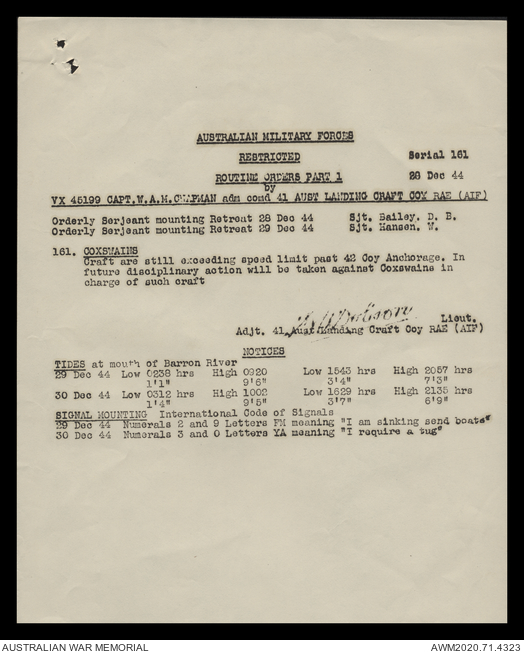 AUSTRALIAN MILITARY FORCES
RESTRICTED
Serial 161
ROUTINE ORDERS PART 1
28 Dec 44
by
VX 45199 CAPT.W.A.M.CHAPMAN adm comd 41 AUST LANDING CRAFT COY RAE (AIF)
Orderly Serjeant mounting Retreat 28 Dec 44 Sjt. Bailey. D. B.
Orderly Serjeant mounting Retreat 29 Dec 44 Sjt. Hansen. W.
161. COXSWAINS
Craft are still exceeding speed limit past 42 Coy Anchorage. In
future disciplinary action will be taken against Coxswains in
charge of such craft
Lieut.
Adjt. 41 Aust Landing Craft Coy RAE (AIF)
NOTICES
TIDES at mouth of Barron River
29 Dec 44 Low 0238 hrs High 0920 Low 1543 hrs High 2057 hrs
1'1" 9'6" 3'4" 7'3"
30 Dec 44 Low 0312 hrs High 1002 Low 1629 hrs High 2135 hrs
1'4" 9'5" 3'7" 6'9"
SIGNAL MOUNTING International Code of Signals
29 Dec 44 Numerals 2 and 9 Letters FM meaning "I am sinking send boats"
30 Dec 44 Numerals 3 and 0 Letters YA meaning "I require a tug"
AUSTRALIAN WAR MEMORIAL
AWM2020.71.4323